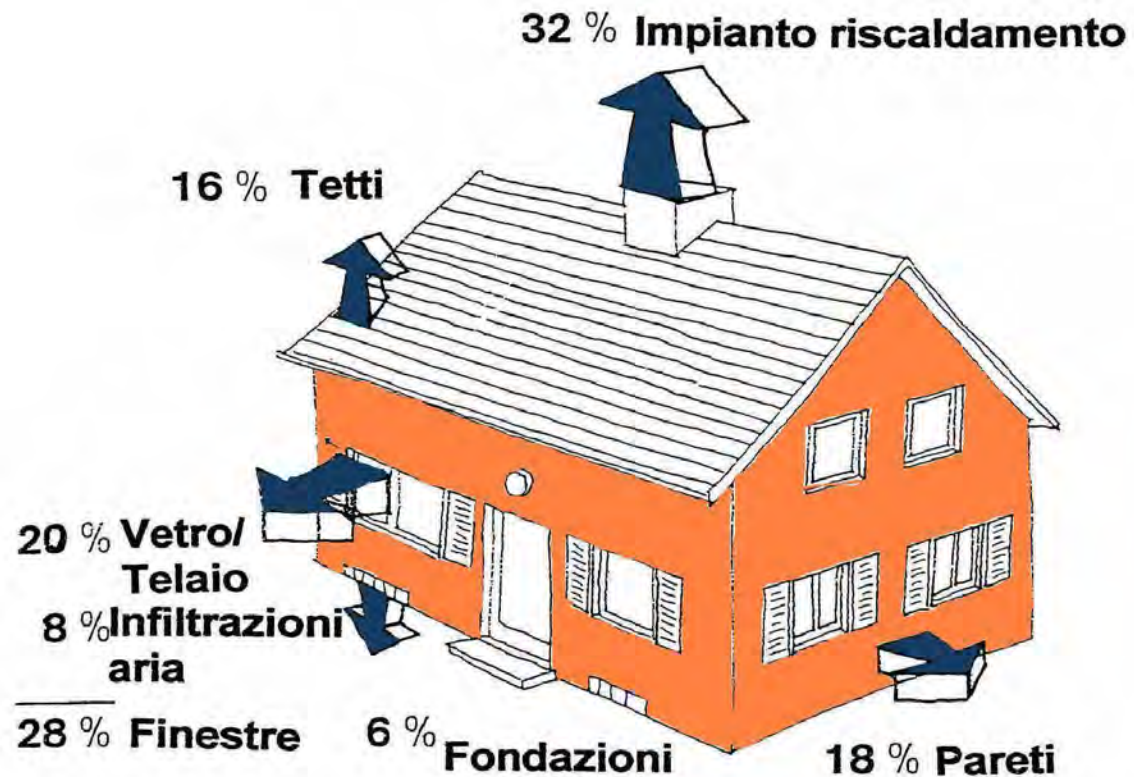 32 % Impianto riscaldamento
16 % Tetti
20 % Vetro/
Telaio
8 % Infiltrazioni
aria
28 % Finestre
6 % Fondazioni
18 % Pareti